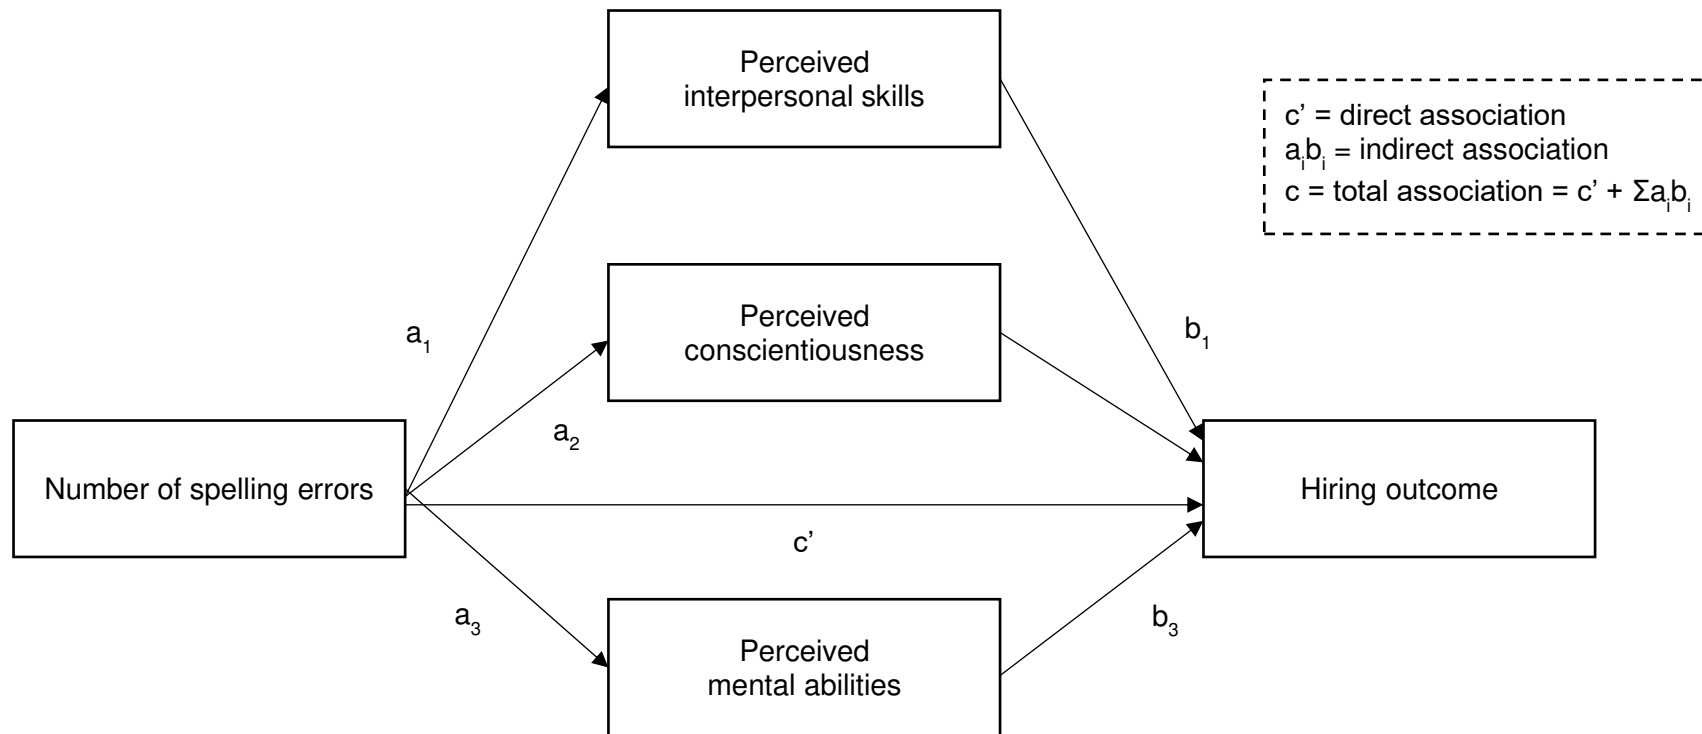 Perceived
interpersonal skills
c’ = direct association
aᵢbᵢ = indirect association
c = total association = c’ + Σaᵢbᵢ
a₁
Perceived
conscientiousness
b₁
a₂
Number of spelling errors
c’
Hiring outcome
a₃
Perceived
mental abilities
b₃